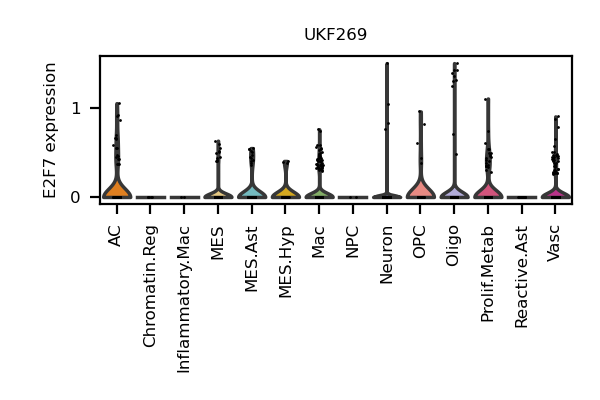 UKF269
E2F7 expression
1
0
AC
Chromatin.Reg
Inflammatory.Mac
MES
MES.Ast
MES.Hyp
Mac
NPC
Neuron
OPC
Oligo
Prolif.Metab
Reactive.Ast
Vasc